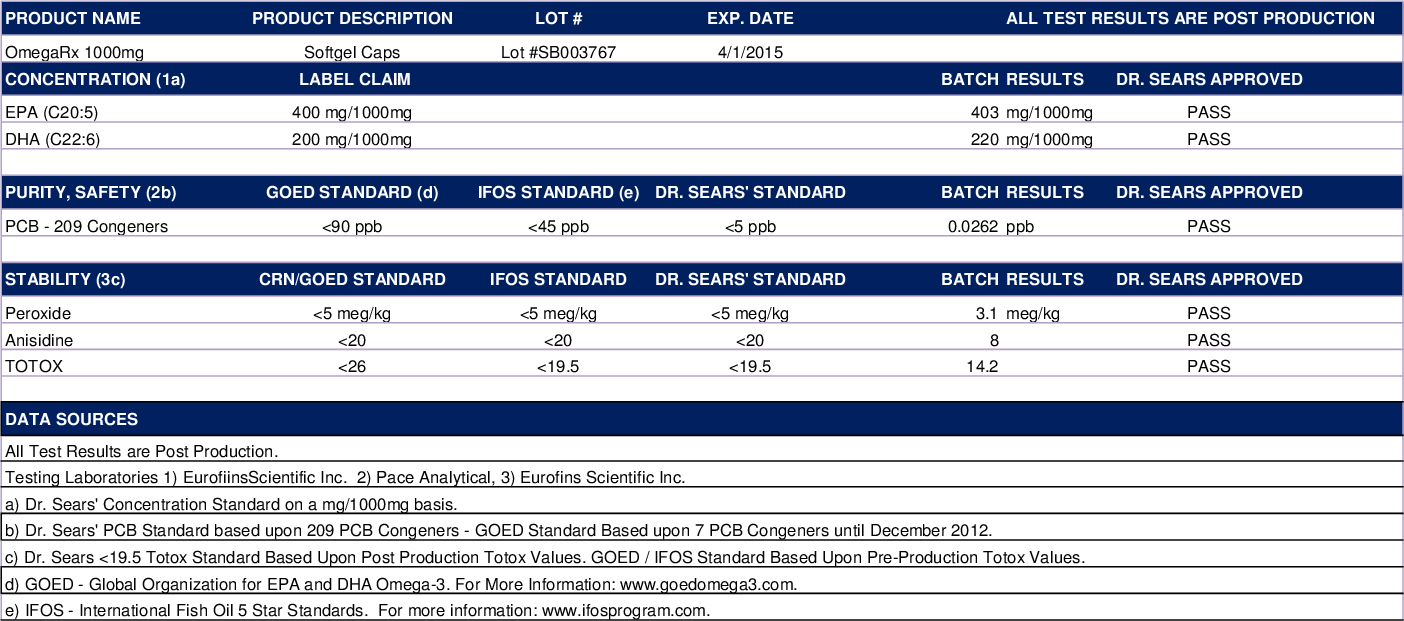 PRODUCT NAME PRODUCT DESCRIPTION LOT # EXP. DATE ALL TEST RESULTS ARE POST PRODUCTION
OmegaRx 1000mg Softgel Caps Lot #SB003767 4/1/2015
CONCENTRATION (1a) LABEL CLAIM BATCH RESULTS DR. SEARS APPROVED
EPA (C20:5) 400 mg/1000mg 403 mg/1000mg PASS
DHA (C22:6) 200 mg/1000mg 220 mg/1000mg PASS
PURITY, SAFETY (2b) GOED STANDARD (d) IFOS STANDARD (e) DR. SEARS' STANDARD BATCH RESULTS DR. SEARS APPROVED
PCB - 209 Congeners <90 ppb <45 ppb <5 ppb 0.0262 ppb PASS
STABILITY (3c) CRN/GOED STANDARD IFOS STANDARD DR. SEARS' STANDARD BATCH RESULTS DR. SEARS APPROVED
Peroxide <5 meg/kg <5 meg/kg <5 meg/kg 3.1 meg/kg PASS
Anisidine <20 <20 <20 8 PASS
TOTOX <26 <19.5 <19.5 14.2 PASS
DATA SOURCES
All Test Results are Post Production.
Testing Laboratories 1) EurofiinsScientific Inc. 2) Pace Analytical, 3) Eurofins Scientific Inc.
a) Dr. Sears' Concentration Standard on a mg/1000mg basis.
b) Dr. Sears' PCB Standard based upon 209 PCB Congeners - GOED Standard Based upon 7 PCB Congeners until December 2012.
c) Dr. Sears <19.5 Totox Standard Based Upon Post Production Totox Values. GOED / IFOS Standard Based Upon Pre-Production Totox Values.
d) GOED - Global Organization for EPA and DHA Omega-3. For More Information: www.goedomega3.com.
e) IFOS - International Fish Oil 5 Star Standards. For more information: www.ifosprogram.com.